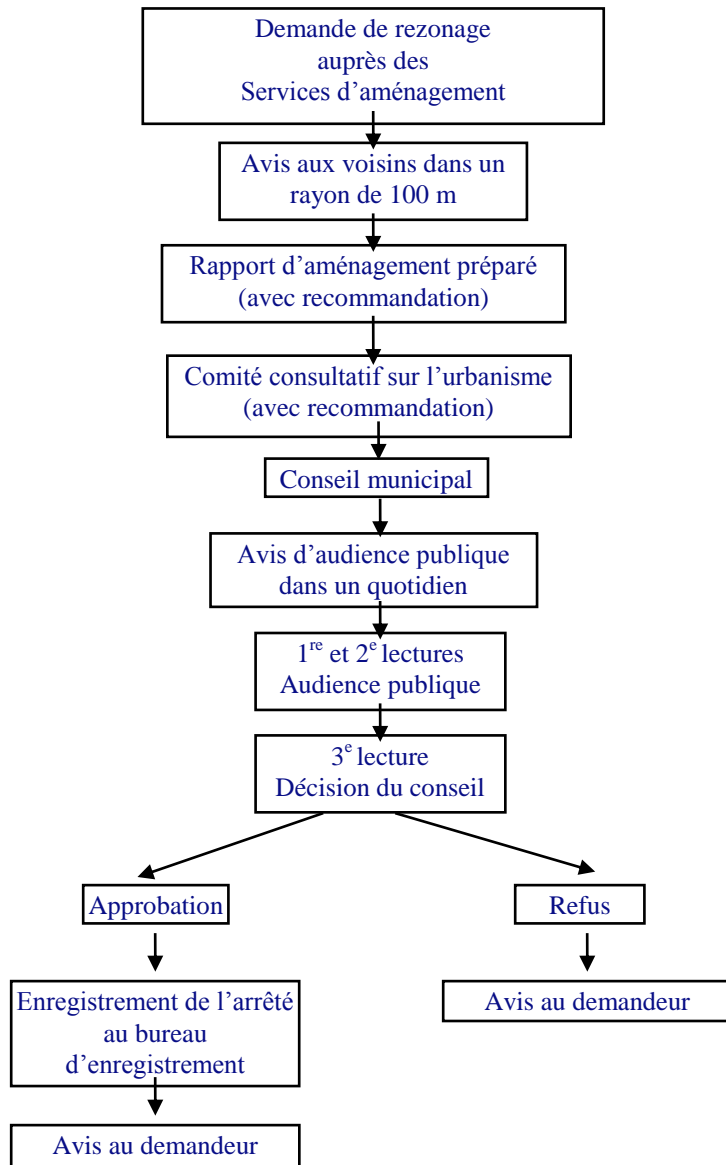 Demande de rezonage
auprès des
Services d’aménagement
Avis aux voisins dans un
rayon de 100 m
Rapport d’aménagement préparé
(avec recommandation)
Comité consultatif sur l’urbanisme
(avec recommandation)
Conseil municipal
Avis d’audience publique
dans un quotidien
1re et 2e lectures
Audience publique
3e lecture
Décision du conseil
Approbation
Refus
Enregistrement de l’arrêté
au bureau
d’enregistrement
Avis au demandeur
Avis au demandeur